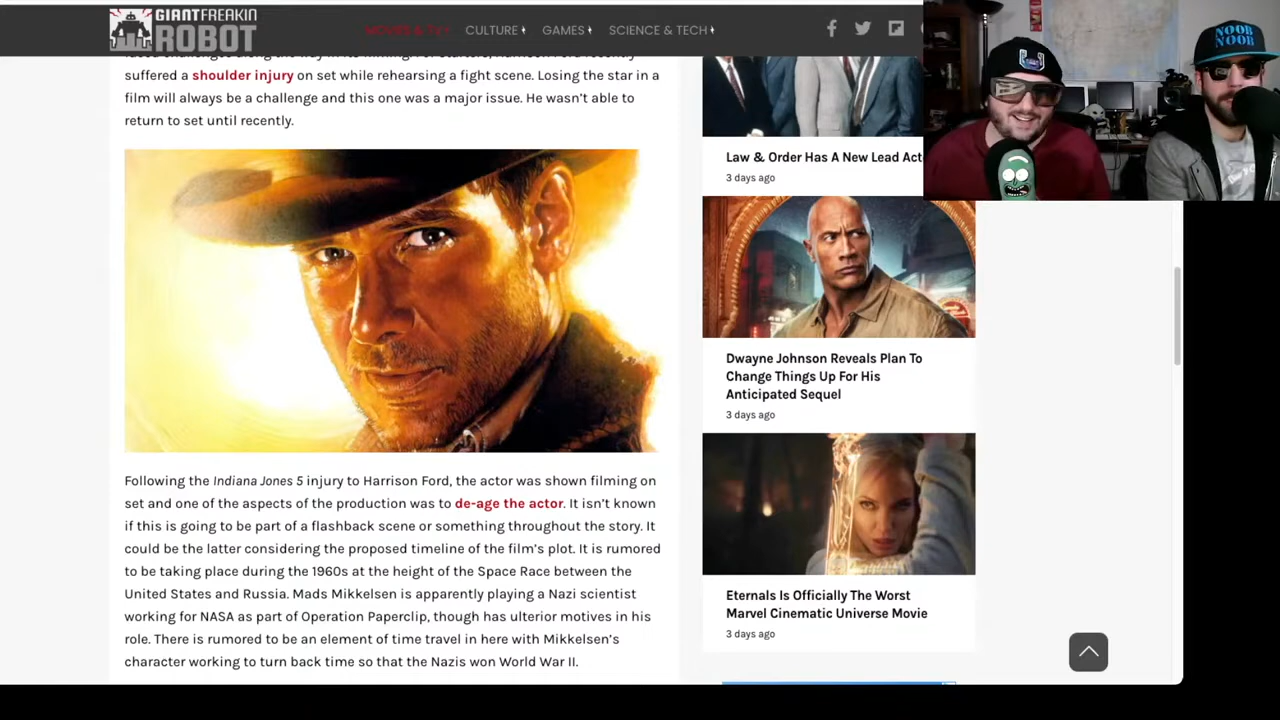 GIANTFREAKIN
ROBOT
MOVIES & TV
CULTURE
GAMES
SCIENCE & TECH
NOOB
NOOB
suffered a shoulder injury on set while rehearsing a fight scene. Losing the star in a
film will always be a challenge and this one was a major issue. He wasn't able to
return to set until recently.
Following the Indiana Jones 5 injury to Harrison Ford, the actor was shown filming on
set and one of the aspects of the production was to de-age the actor. It isn't known
if this is going to be part of a flashback scene or something throughout the story. It
could be the latter considering the proposed timeline of the film's plot. It is rumored
to be taking place during the 1960s at the height of the Space Race between the
United States and Russia. Mads Mikkelsen is apparently playing a Nazi scientist
working for NASA as part of Operation Paperclip, though has ulterior motives in his
role. There is rumored to be an element of time travel in here with Mikkelsen's
character working to turn back time so that the Nazis won World War II.
Law & Order Has A New Lead Act
3 days ago
Dwayne Johnson Reveals Plan To
Change Things Up For His
Anticipated Sequel
3 days ago
Eternals Is Officially The Worst
Marvel Cinematic Universe Movie
3 days ago